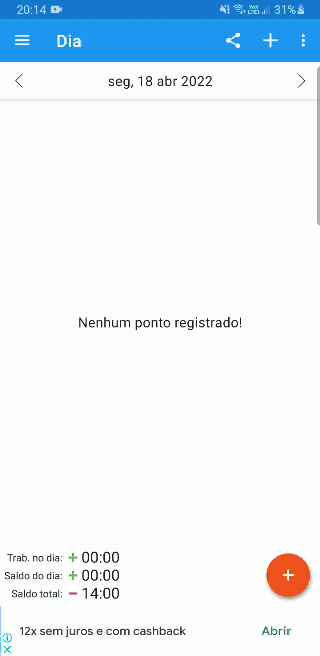 20:14 31%
Dia
seg, 18 abr 2022
Nenhum ponto registrado!
Trab. no dia: + 00:00
Saldo do dia: + 00:00
Saldo total: − 14:00
12x sem juros e com cashback
Abrir